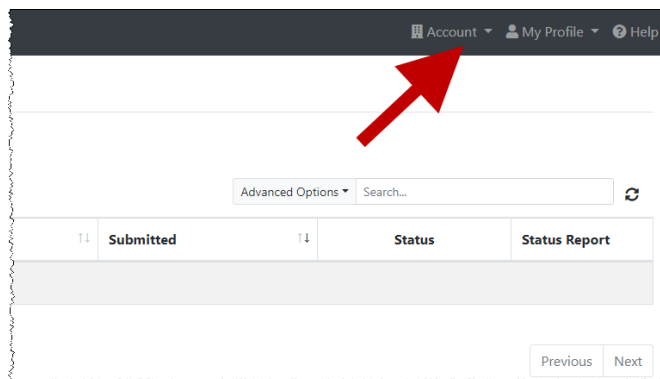 Account My Profile Help
Advanced Options Search...
Submitted Status Status Report
Previous Next